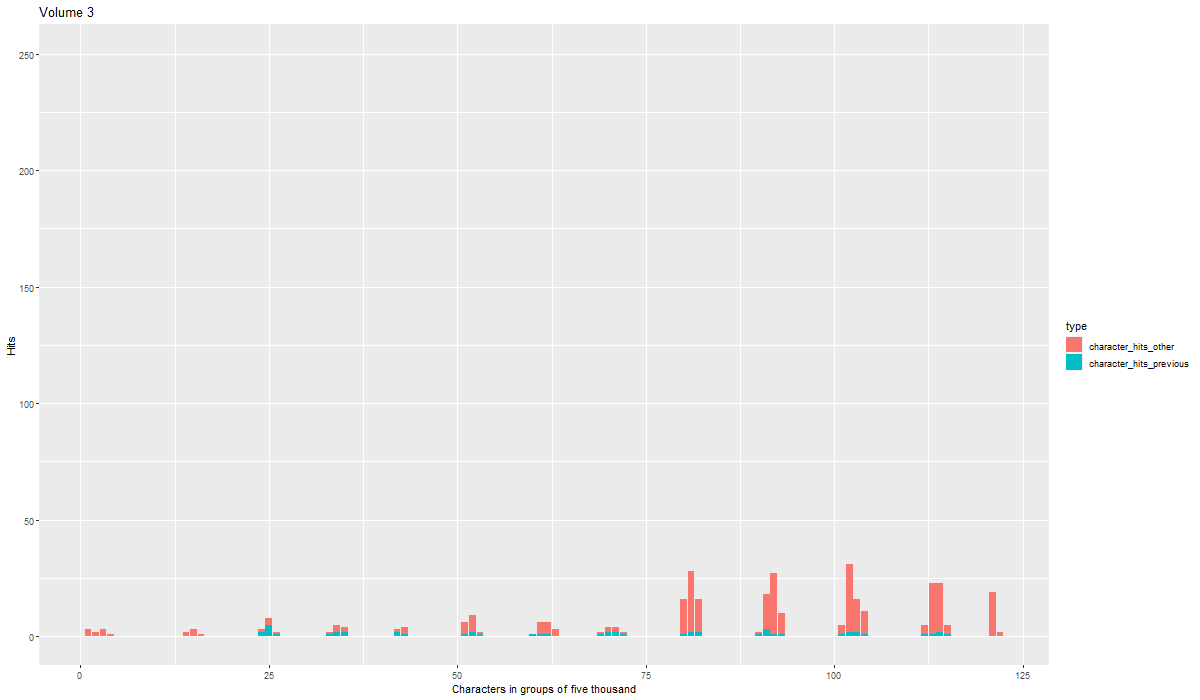 Volume 3
250
200
150
100
50
0
Hits
0 25 50 75 100 125
Characters in groups of five thousand
type
character_hits_other
character_hits_previous